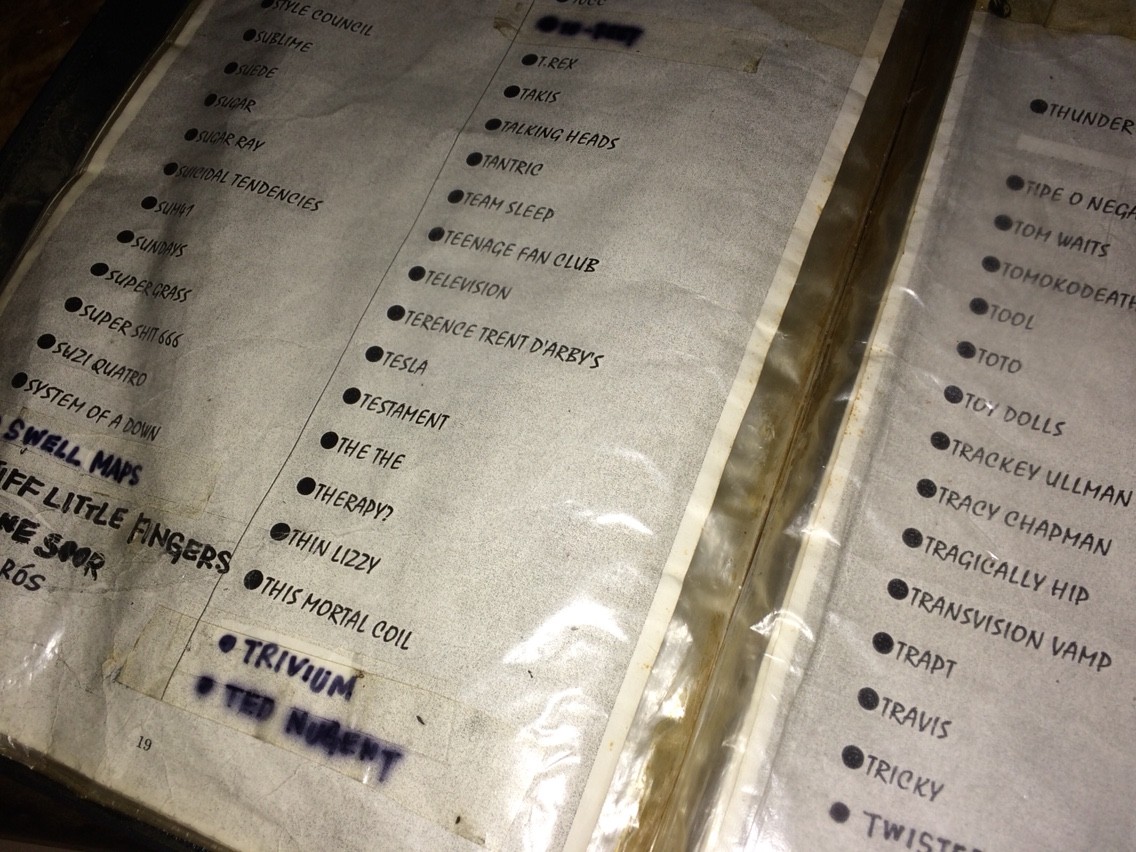 STYLE COUNCIL
SUBLIME
SUEDE
SUGAR
SUGAR RAY
SUICIDAL TENDENCIES
SUM41
SUNDAYS
SUPERGRASS
SUPER SHIT 666
SUZI QUATRO
SYSTEM OF A DOWN
SWELL MAPS
IFF LITTLE FINGERS
NE SOOR
RÓS
19
10CC
T.REX
TAKIS
TALKING HEADS
TANTRIC
TEAM SLEEP
TEENAGE FAN CLUB
TELEVISION
TERENCE TRENT D'ARBY'S
TESLA
TESTAMENT
THE THE
THERAPY?
THIN LIZZY
THIS MORTAL COIL
TRIVIUM
TED NUGENT
THUNDER
TIPE O NEGA
TOM WAITS
TOMOKODEATH
TOOL
TOTO
TOY DOLLS
TRACKEY ULLMAN
TRACY CHAPMAN
TRAGICALLY HIP
TRANSVISION VAMP
TRAPT
TRAVIS
TRICKY
TWISTE